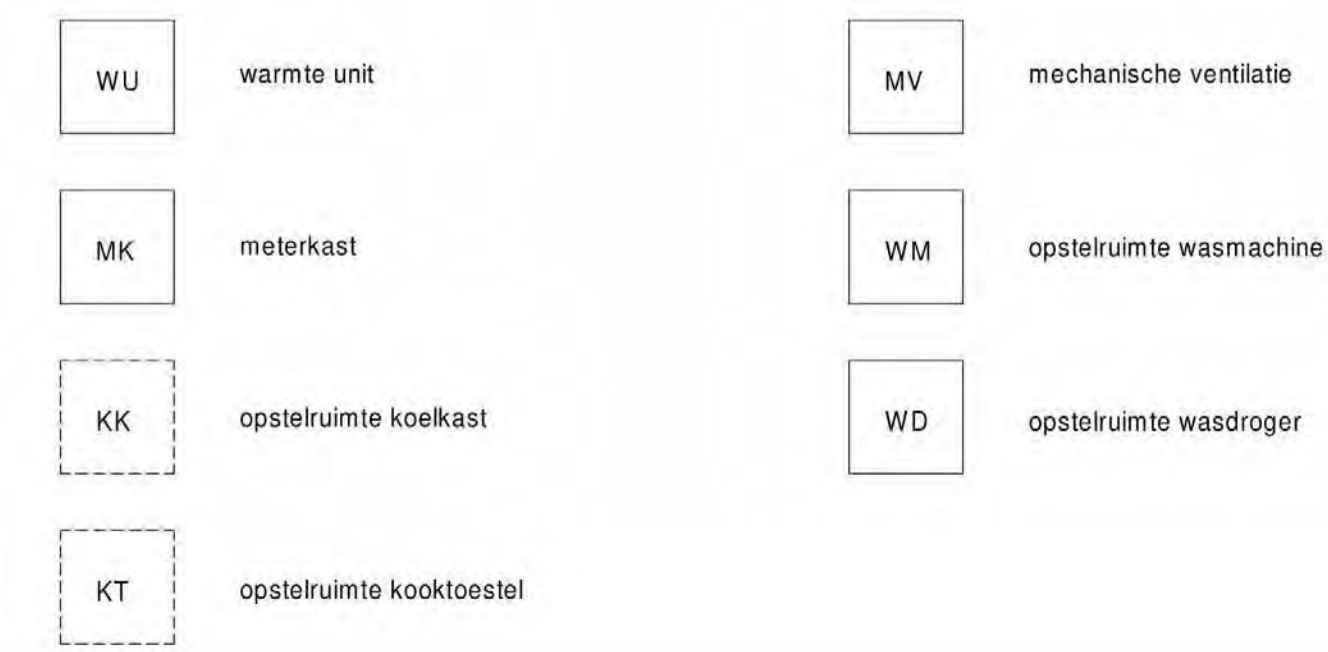 WU warmte unit
MK meterkast
KK opstelruimte koelkast
KT opstelruimte kooktoestel
MV mechanische ventilatie
WM opstelruimte wasmachine
WD opstelruimte wasdroger